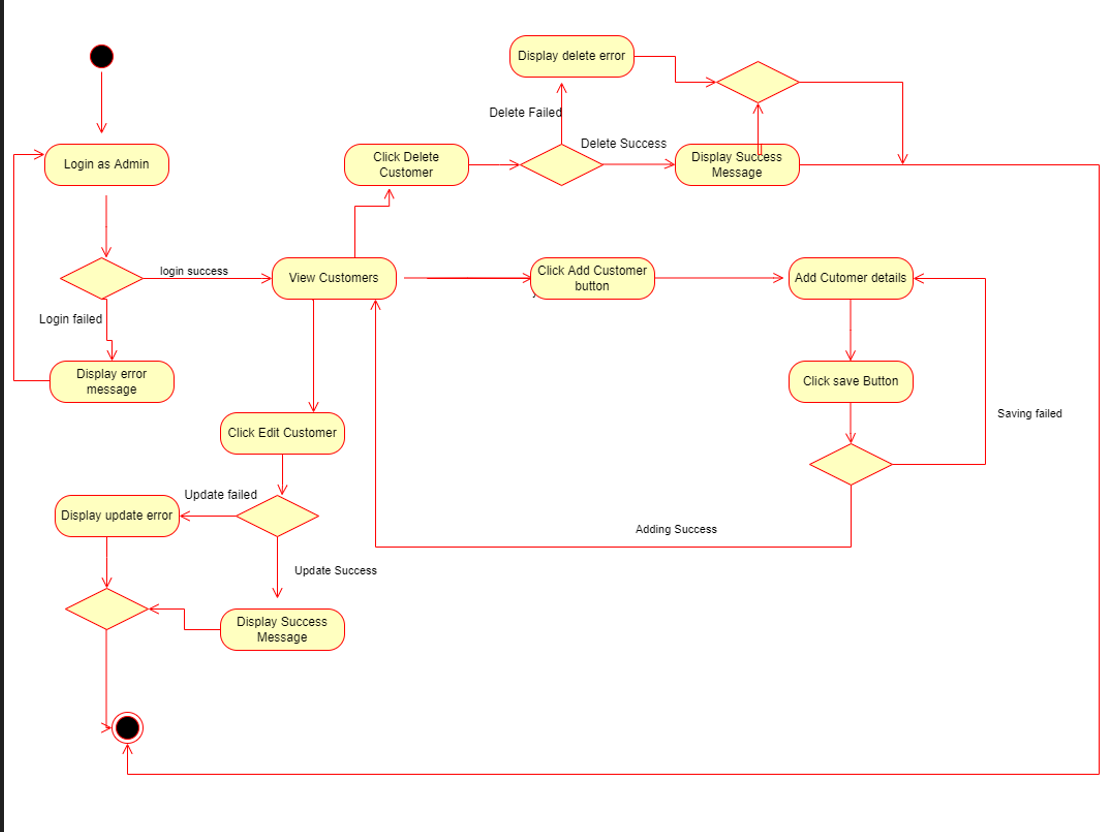 Display delete error
Delete Failed
Delete Success
Login as Admin
Click Delete
Customer
Display Success
Message
login success
View Customers
Click Add Customer
button
Add Cutomer details
Login failed
Display error
message
Click save Button
Saving failed
Click Edit Customer
Update failed
Display update error
Adding Success
Update Success
Display Success
Message